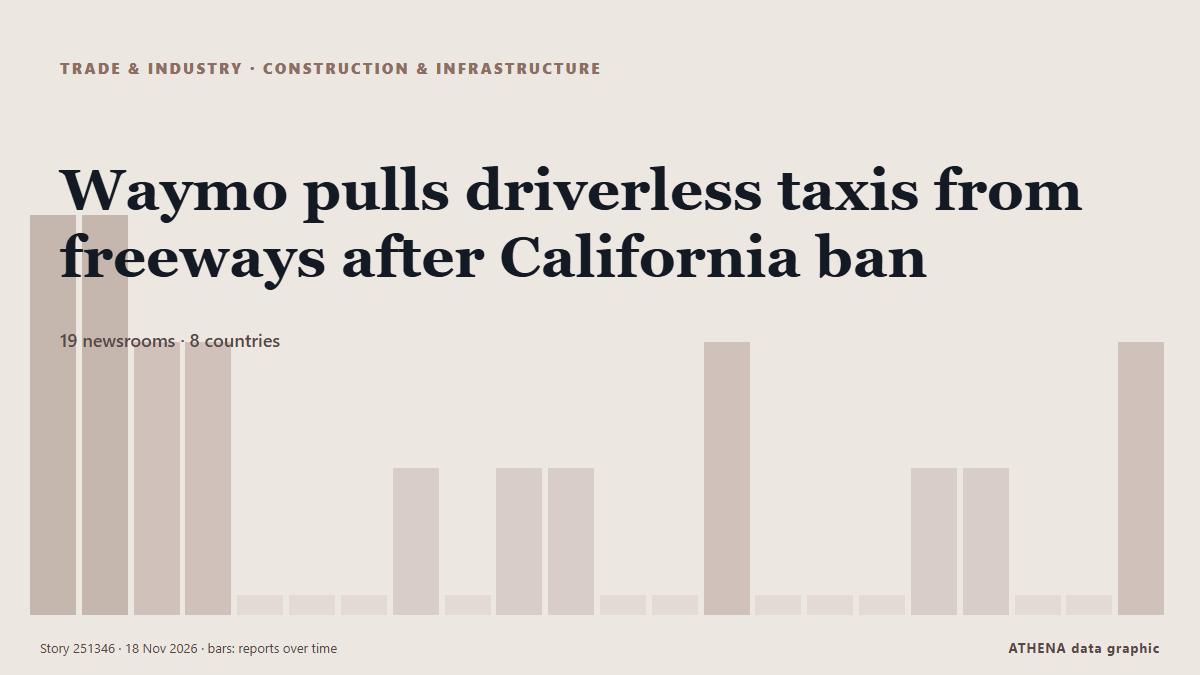 TRADE & INDUSTRY · CONSTRUCTION & INFRASTRUCTURE
Waymo pulls driverless taxis from
freeways after California ban
19 newsrooms · 8 countries
Story 251346 · 18 Nov 2026 · bars: reports over time
ATHENA data graphic